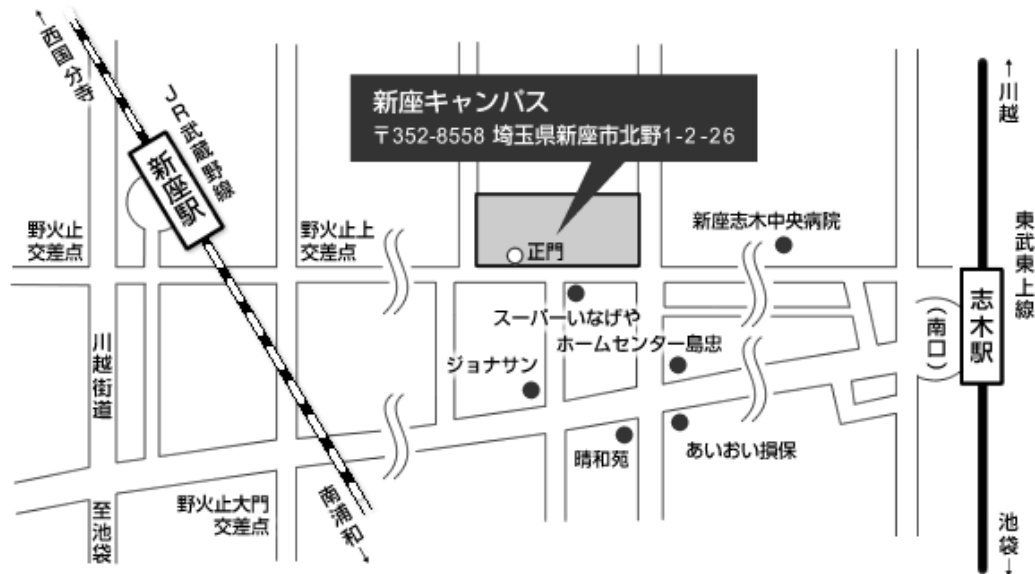 ←西国分寺
JR武蔵野線
新座駅
新座キャンパス
〒352-8558 埼玉県新座市北野1-2-26
→川越
東武東上線
野火止
交差点
野火止上
交差点
正門
新座志木中央病院
志木駅
(南口)
スーパーいなげや
ホームセンター島忠
ジョナサン
川越街道
晴和苑
あいおい損保
野火止大門
交差点
至池袋
南浦和→
池袋→